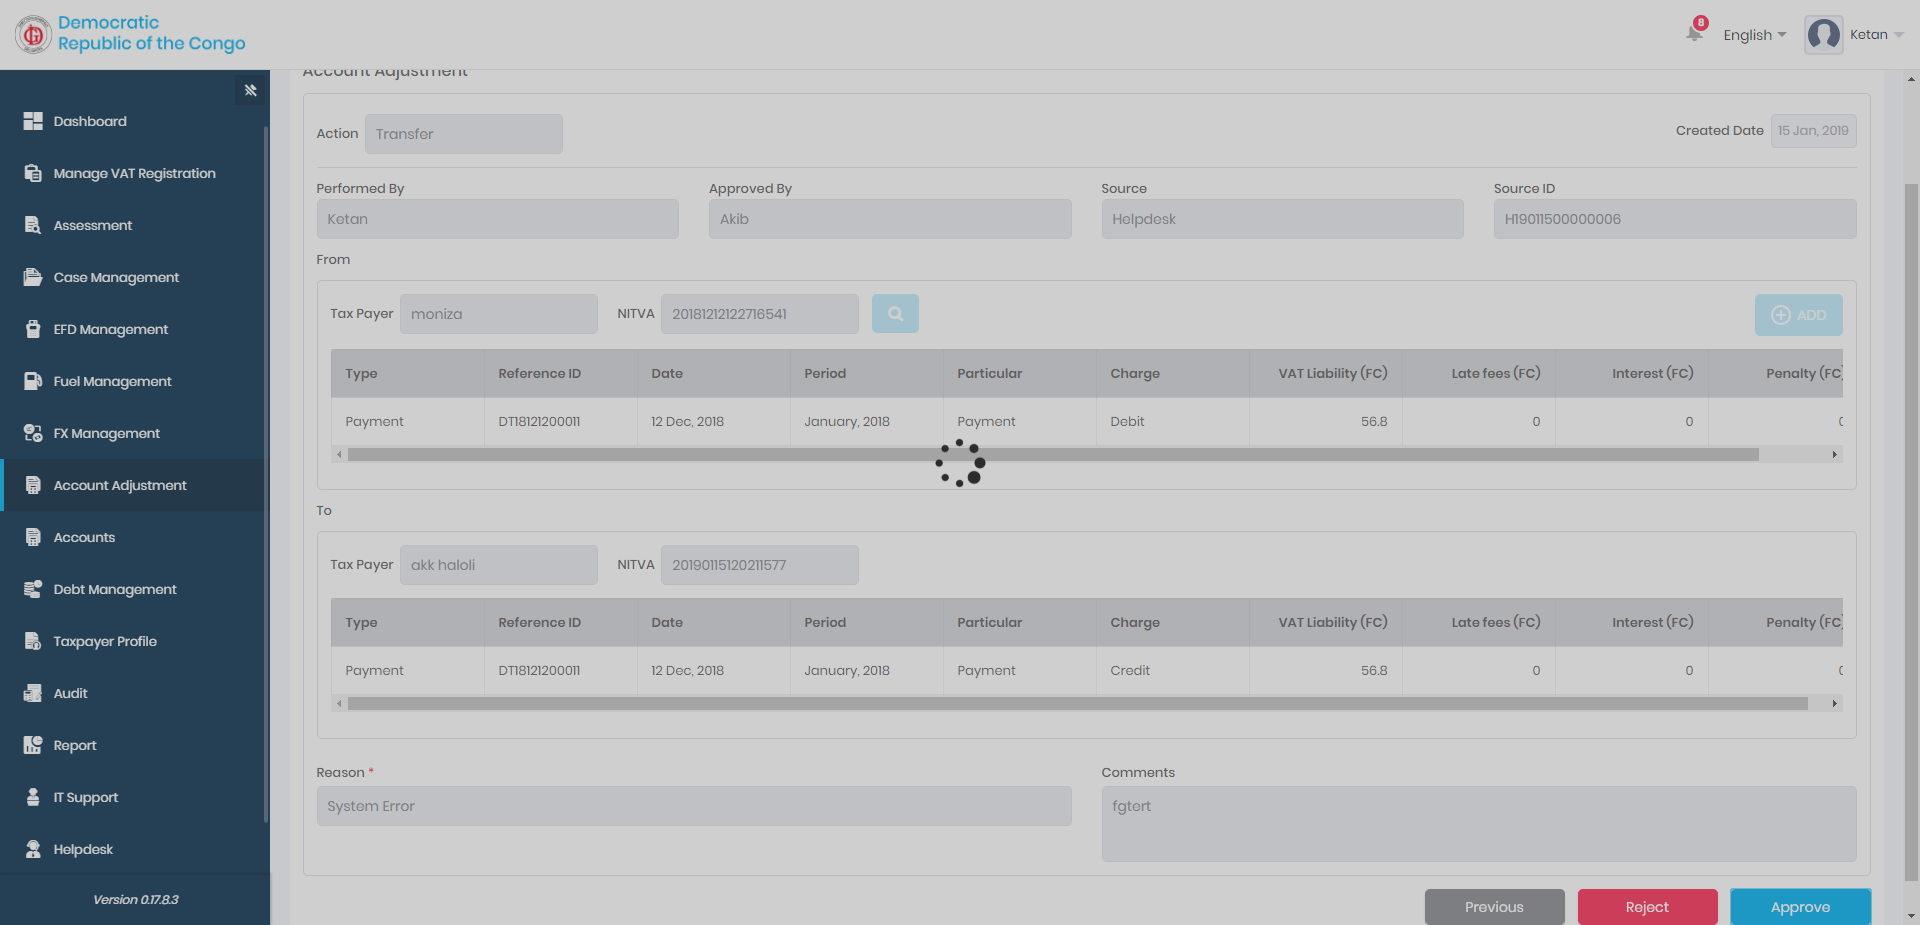 Democratic
Republic of the Congo
8
English
Ketan
Account Adjustment
Dashboard
Manage VAT Registration
Assessment
Case Management
EFD Management
Fuel Management
FX Management
Account Adjustment
Accounts
Debt Management
Taxpayer Profile
Audit
Report
IT Support
Helpdesk
Version 0.17.8.3
Action Transfer Created Date 15 Jan, 2019
Performed By Approved By Source Source ID
Ketan Akib Helpdesk H19011500000006
From
Tax Payer moniza NITVA 20181212122716541 ADD
Type Reference ID Date Period Particular Charge VAT Liability (FC) Late fees (FC) Interest (FC) Penalty (FC)
Payment DT18121200011 12 Dec, 2018 January, 2018 Payment Debit 56.8 0 0 0
To
Tax Payer akk haloli NITVA 20190115120211577
Type Reference ID Date Period Particular Charge VAT Liability (FC) Late fees (FC) Interest (FC) Penalty (FC)
Payment DT18121200011 12 Dec, 2018 January, 2018 Payment Credit 56.8 0 0 0
Reason * Comments
System Error fgtert
Previous Reject Approve